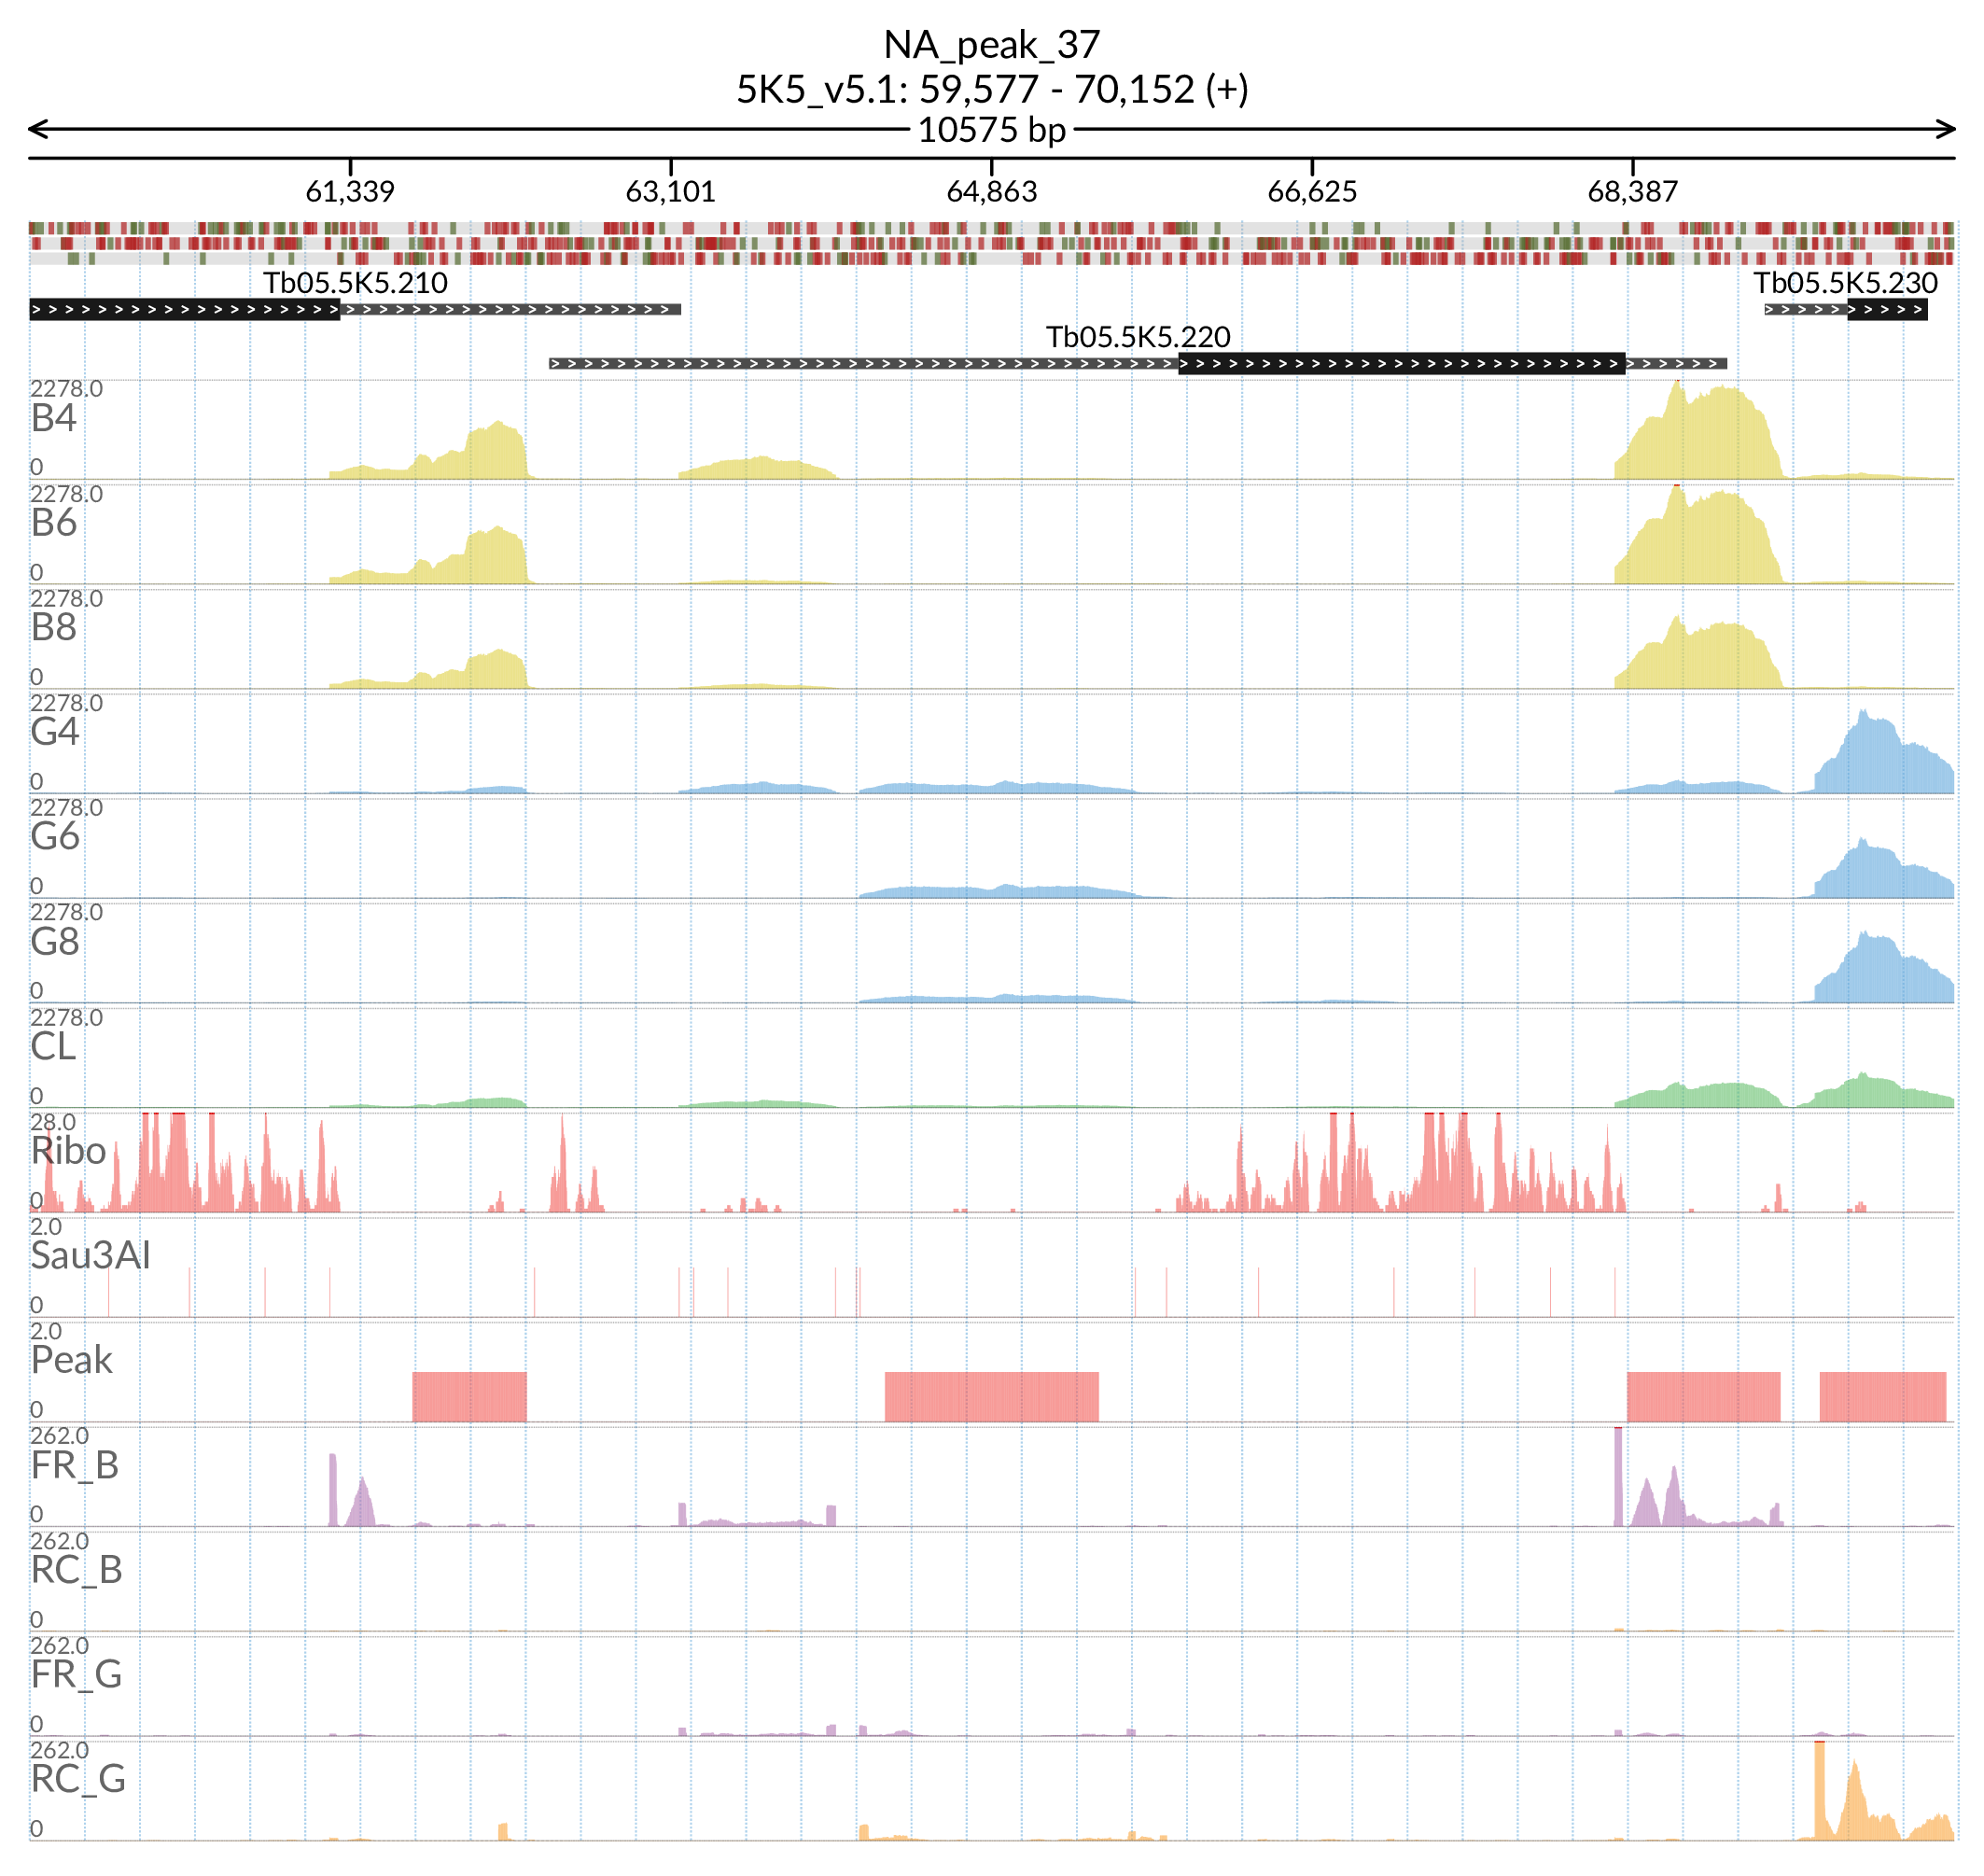 NA_peak_37
5K5_v5.1: 59,577 - 70,152 (+)
10575 bp
61,339 63,101 64,863 66,625 68,387
Tb05.5K5.210 Tb05.5K5.230
Tb05.5K5.220
2278.0
B4
0
2278.0
B6
0
2278.0
B8
0
2278.0
G4
0
2278.0
G6
0
2278.0
G8
0
2278.0
CL
0
28.0
Ribo
0
2.0
Sau3AI
0
2.0
Peak
0
262.0
FR_B
0
262.0
RC_B
0
262.0
FR_G
0
262.0
RC_G
0